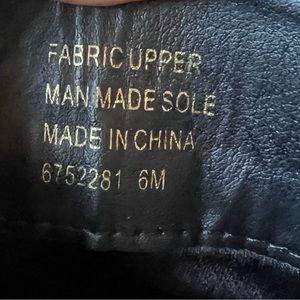 FABRIC UPPER
MAN MADE SOLE
MADE IN CHINA
6752281 6M